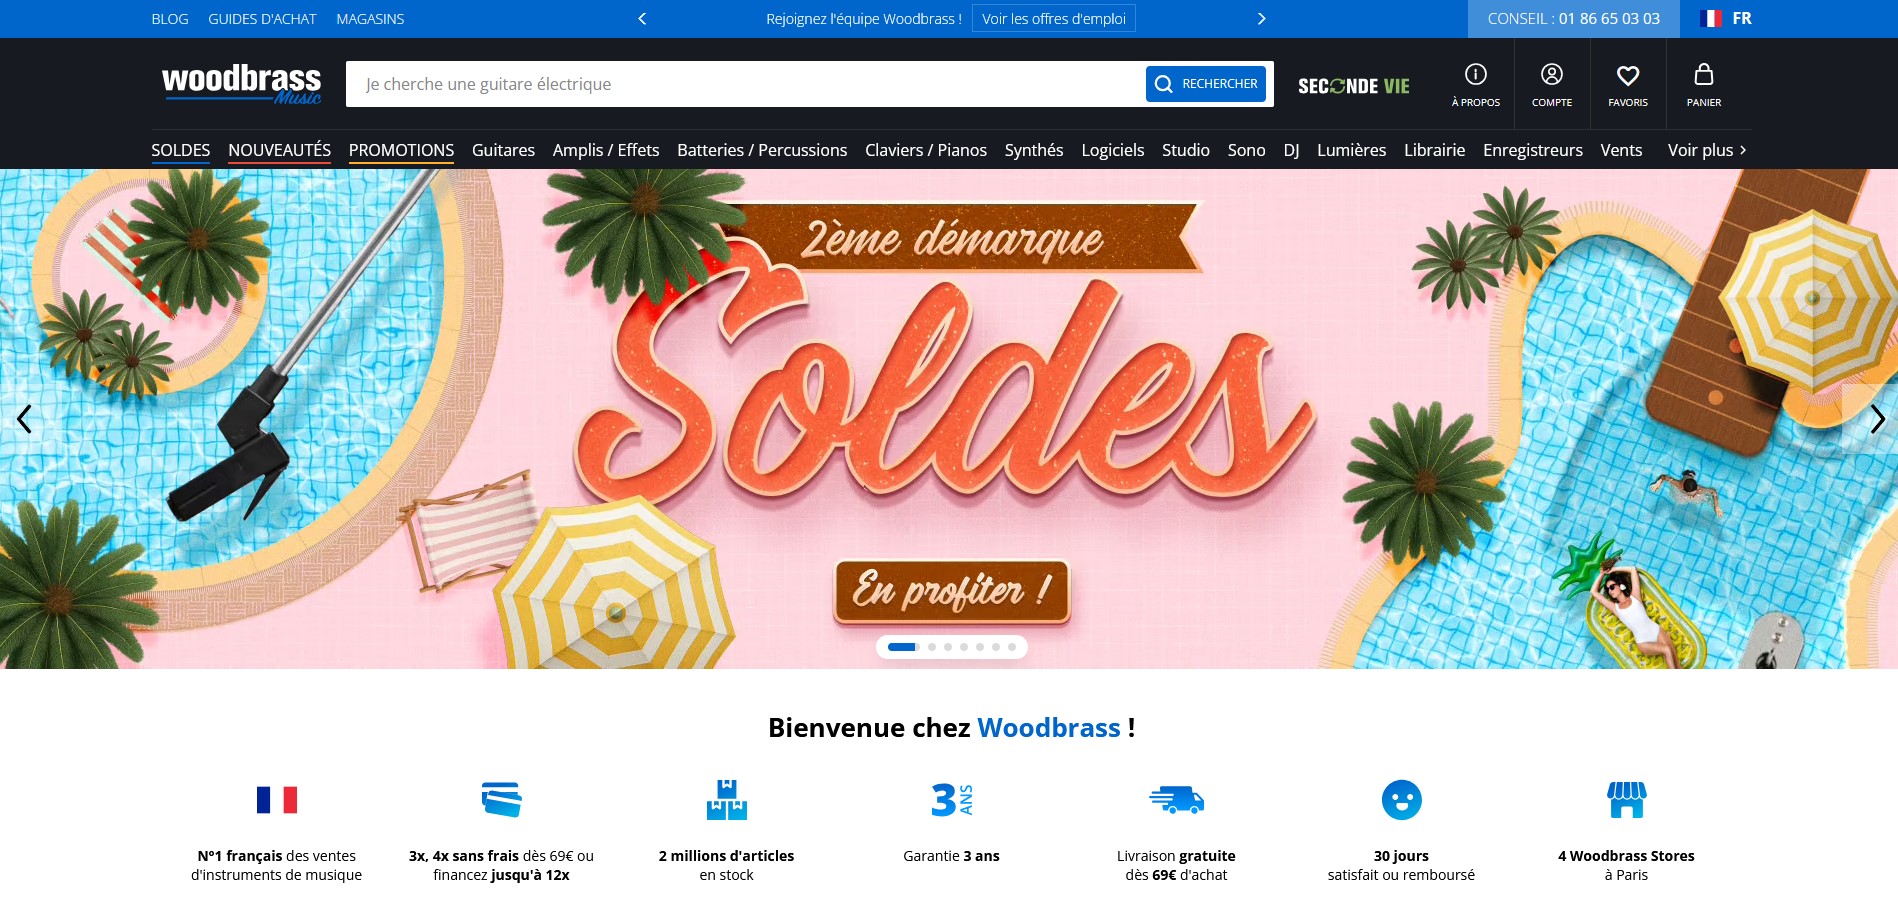 BLOG GUIDES D'ACHAT MAGASINS
Rejoignez l'équipe Woodbrass ! Voir les offres d'emploi
CONSEIL : 01 86 65 03 03
FR
woodbrass
Music
Je cherche une guitare électrique
RECHERCHER
SECONDE VIE
À PROPOS
COMPTE
FAVORIS
PANIER
SOLDES NOUVEAUTÉS PROMOTIONS Guitares Amplis / Effets Batteries / Percussions Claviers / Pianos Synthés Logiciels Studio Sono DJ Lumières Librairie Enregistreurs Vents Voir plus
2ème démarque
Soldes
En profiter !
Bienvenue chez Woodbrass !
3 ANS
N°1 français des ventes
d'instruments de musique
3x, 4x sans frais dès 69€ ou
financez jusqu'à 12x
2 millions d'articles
en stock
Garantie 3 ans
Livraison gratuite
dès 69€ d'achat
30 jours
satisfait ou remboursé
4 Woodbrass Stores
à Paris